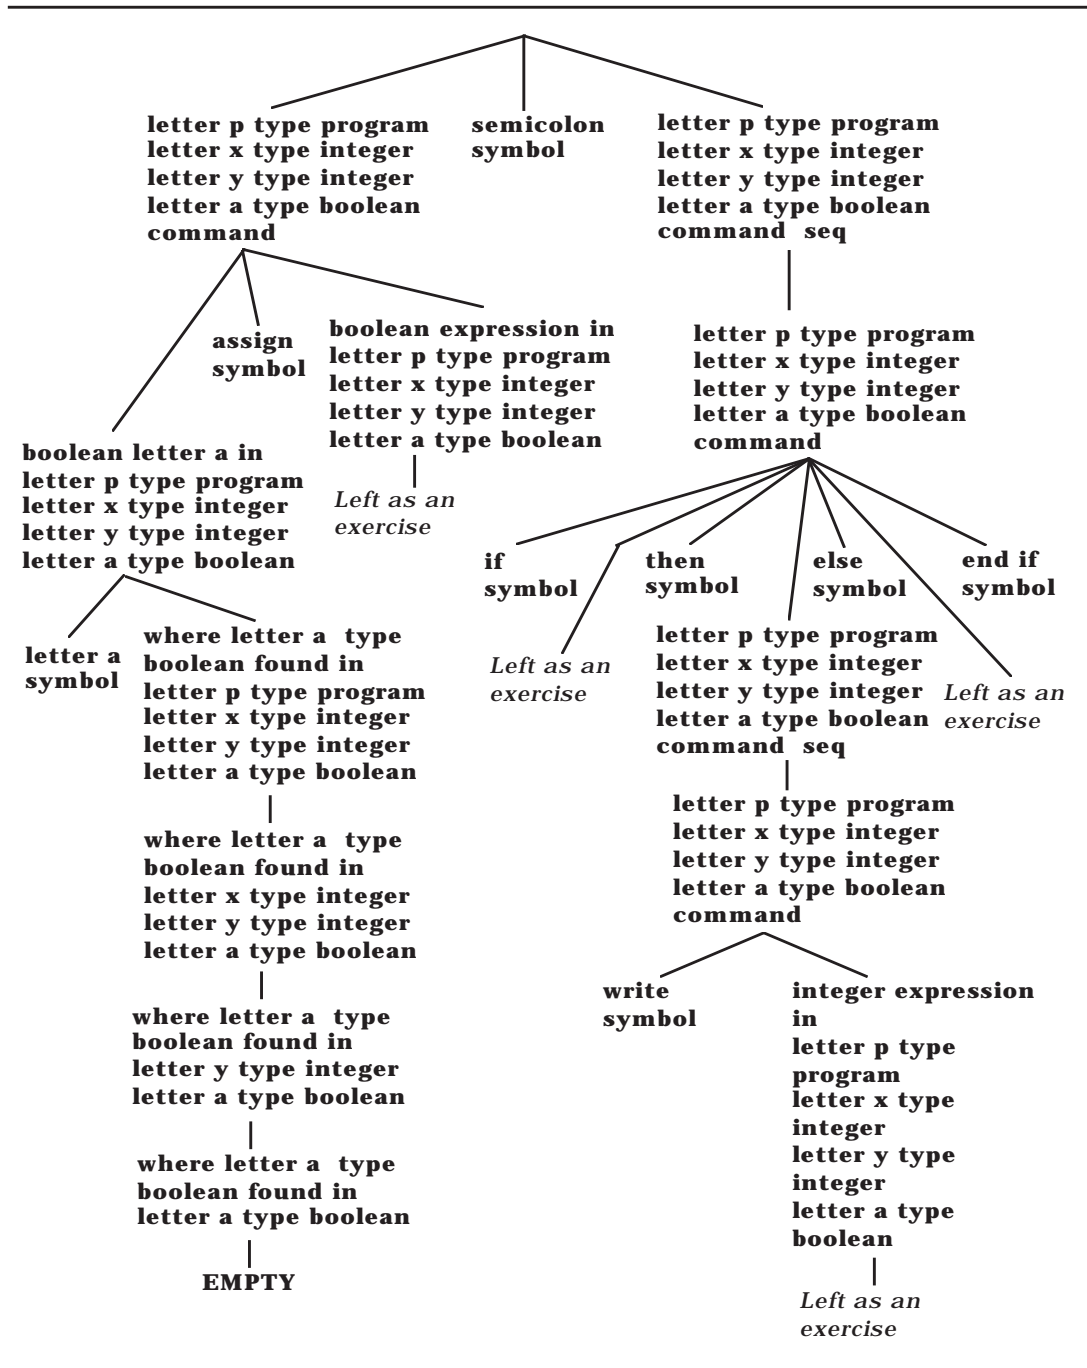 letter p type program
letter x type integer
letter y type integer
letter a type boolean
command
semicolon
symbol
letter p type program
letter x type integer
letter y type integer
letter a type boolean
command seq
assign
symbol
boolean expression in
letter p type program
letter x type integer
letter y type integer
letter a type boolean
Left as an
exercise
letter p type program
letter x type integer
letter y type integer
letter a type boolean
command
boolean letter a in
letter p type program
letter x type integer
letter y type integer
letter a type boolean
if
symbol
Left as an
exercise
then
symbol
else
symbol
end if
symbol
letter a
symbol
where letter a type
boolean found in
letter p type program
letter x type integer
letter y type integer
letter a type boolean
letter p type program
letter x type integer
letter y type integer
letter a type boolean
command seq
Left as an
exercise
where letter a type
boolean found in
letter x type integer
letter y type integer
letter a type boolean
letter p type program
letter x type integer
letter y type integer
letter a type boolean
command
where letter a type
boolean found in
letter y type integer
letter a type boolean
write
symbol
integer expression
in
letter p type
program
letter x type
integer
letter y type
integer
letter a type
boolean
where letter a type
boolean found in
letter a type boolean
EMPTY
Left as an
exercise